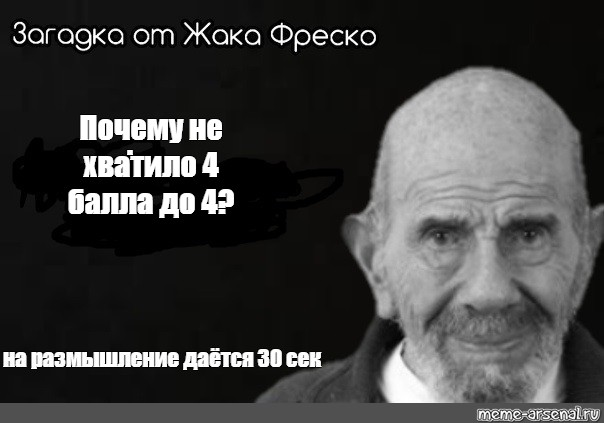 Загадка от Жака Фреско
Почему не
хватило 4
балла до 4?
на размышление даётся 30 сек
meme-arsenal.ru